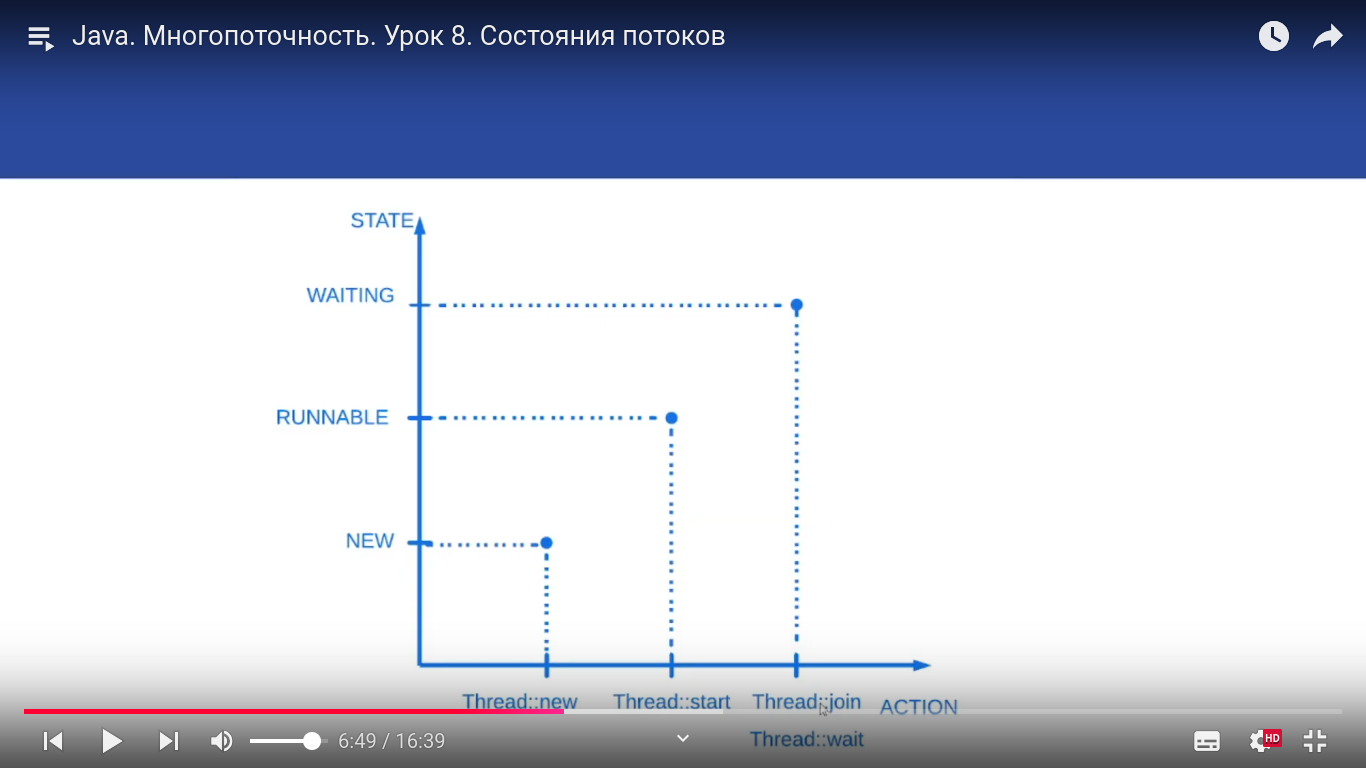 Java. Многопоточность. Урок 8. Состояния потоков
STATE
WAITING
RUNNABLE
NEW
Thread::new Thread::start Thread::join ACTION
Thread::wait
6:49 / 16:39
HD